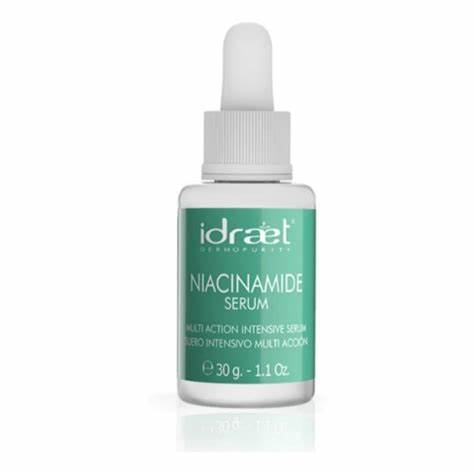 idraet
DERMOPURITY
NIACINAMIDE
SERUM
MULTI ACTION INTENSIVE SERUM
SUERO INTENSIVO MULTI ACCIÓN
e 30 g. - 1.1 Oz.